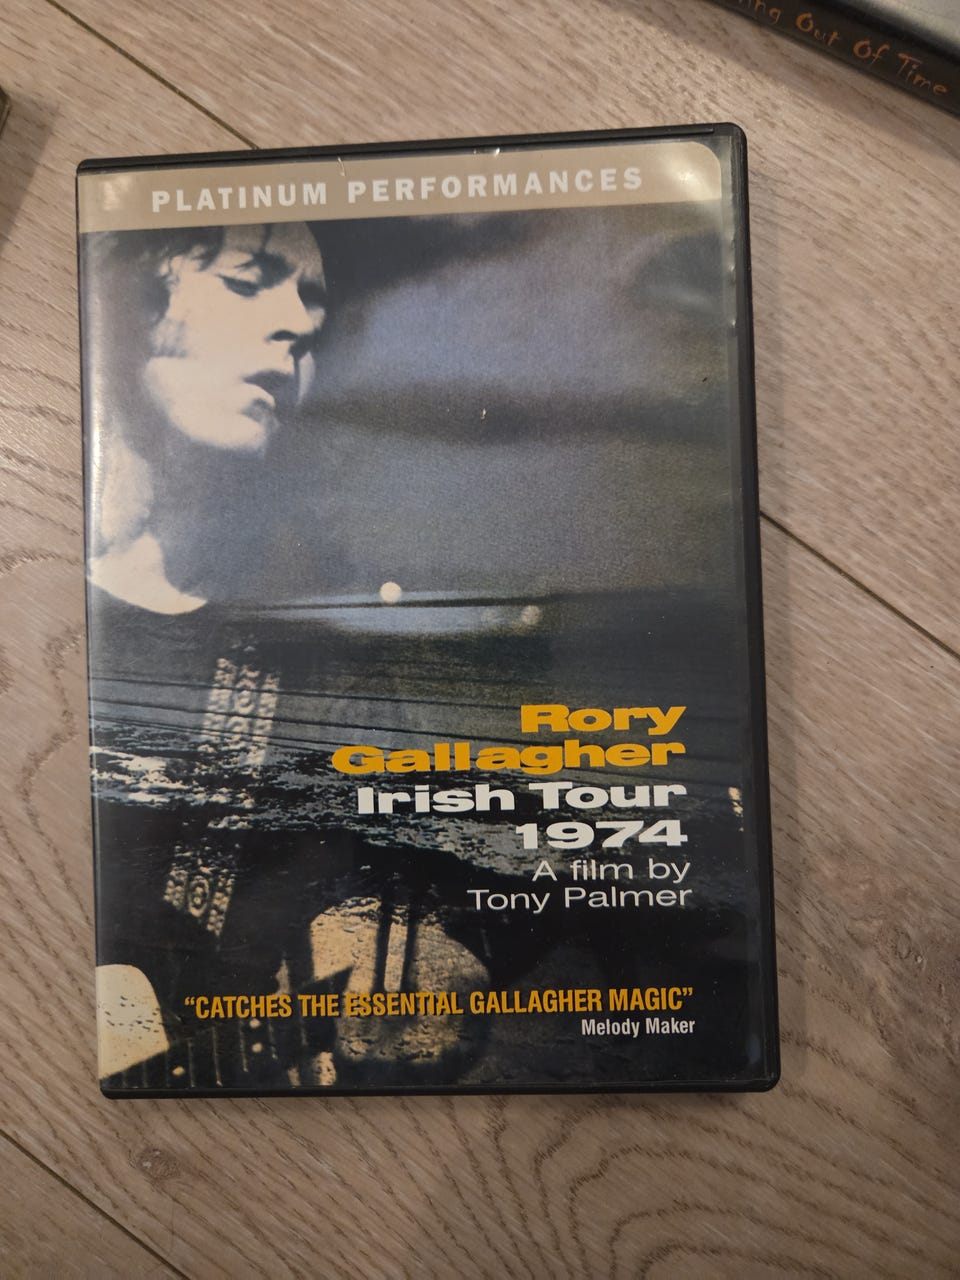 Out Of Time
PLATINUM PERFORMANCES
Rory
Gallagher
Irish Tour
1974
A film by
Tony Palmer
“CATCHES THE ESSENTIAL GALLAGHER MAGIC”
Melody Maker